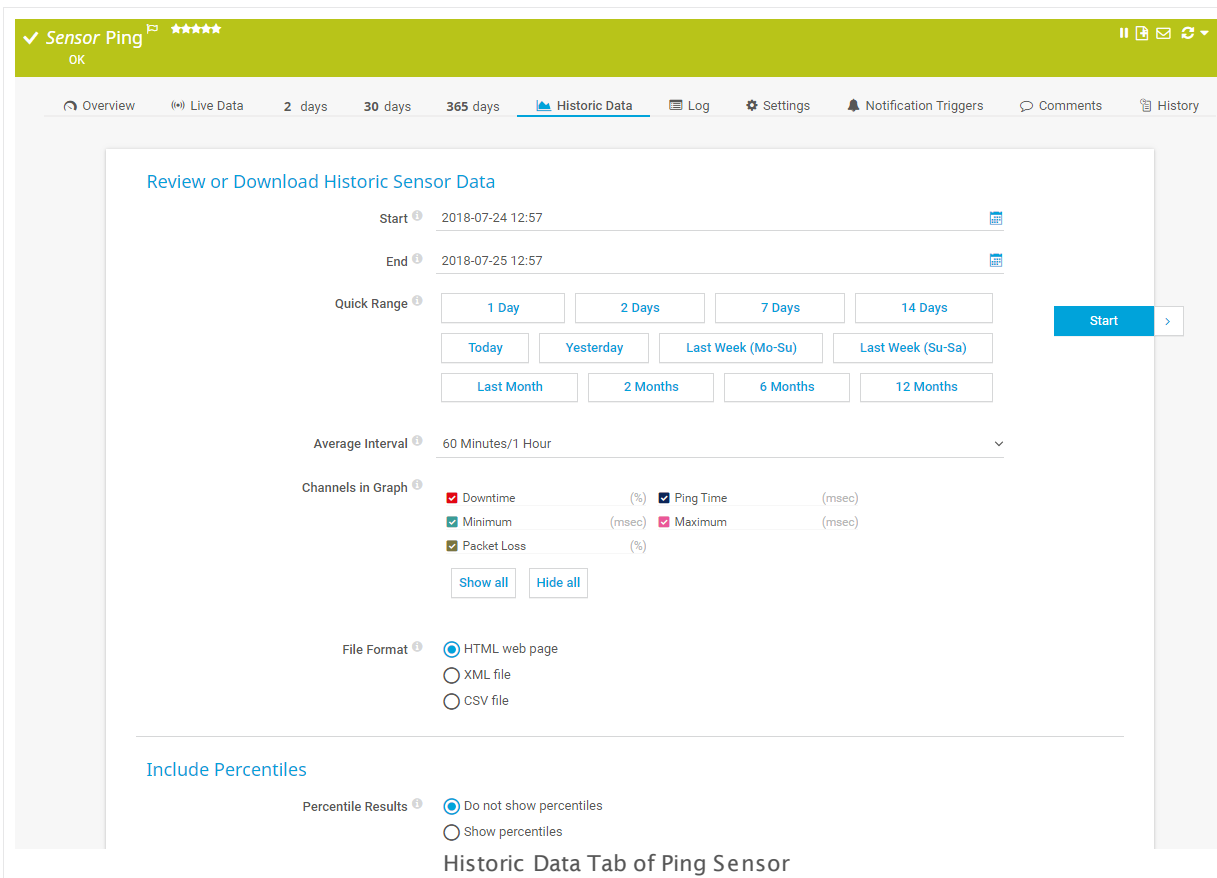 Sensor Ping
OK
Overview Live Data 2 days 30 days 365 days Historic Data Log Settings Notification Triggers Comments History
Review or Download Historic Sensor Data
Start 2018-07-24 12:57
End 2018-07-25 12:57
Quick Range 1 Day 2 Days 7 Days 14 Days
Start
Today Yesterday Last Week (Mo-Su) Last Week (Su-Sa)
Last Month 2 Months 6 Months 12 Months
Average Interval 60 Minutes/1 Hour
Channels in Graph
Downtime (%) Ping Time (msec)
Minimum (msec) Maximum (msec)
Packet Loss (%)
Show all Hide all
File Format HTML web page
XML file
CSV file
Include Percentiles
Percentile Results Do not show percentiles
Show percentiles
Historic Data Tab of Ping Sensor